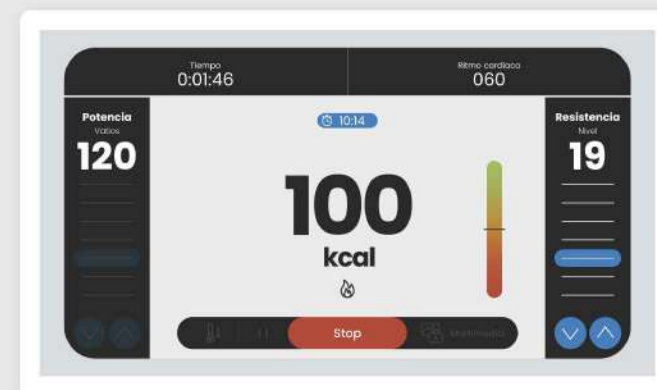 Tiempo
0:01:46
Ritmo cardíaco
060
Potencia
Vatios
120
10:14
Resistencia
Nivel
19
100
kcal
Stop
Multimedia